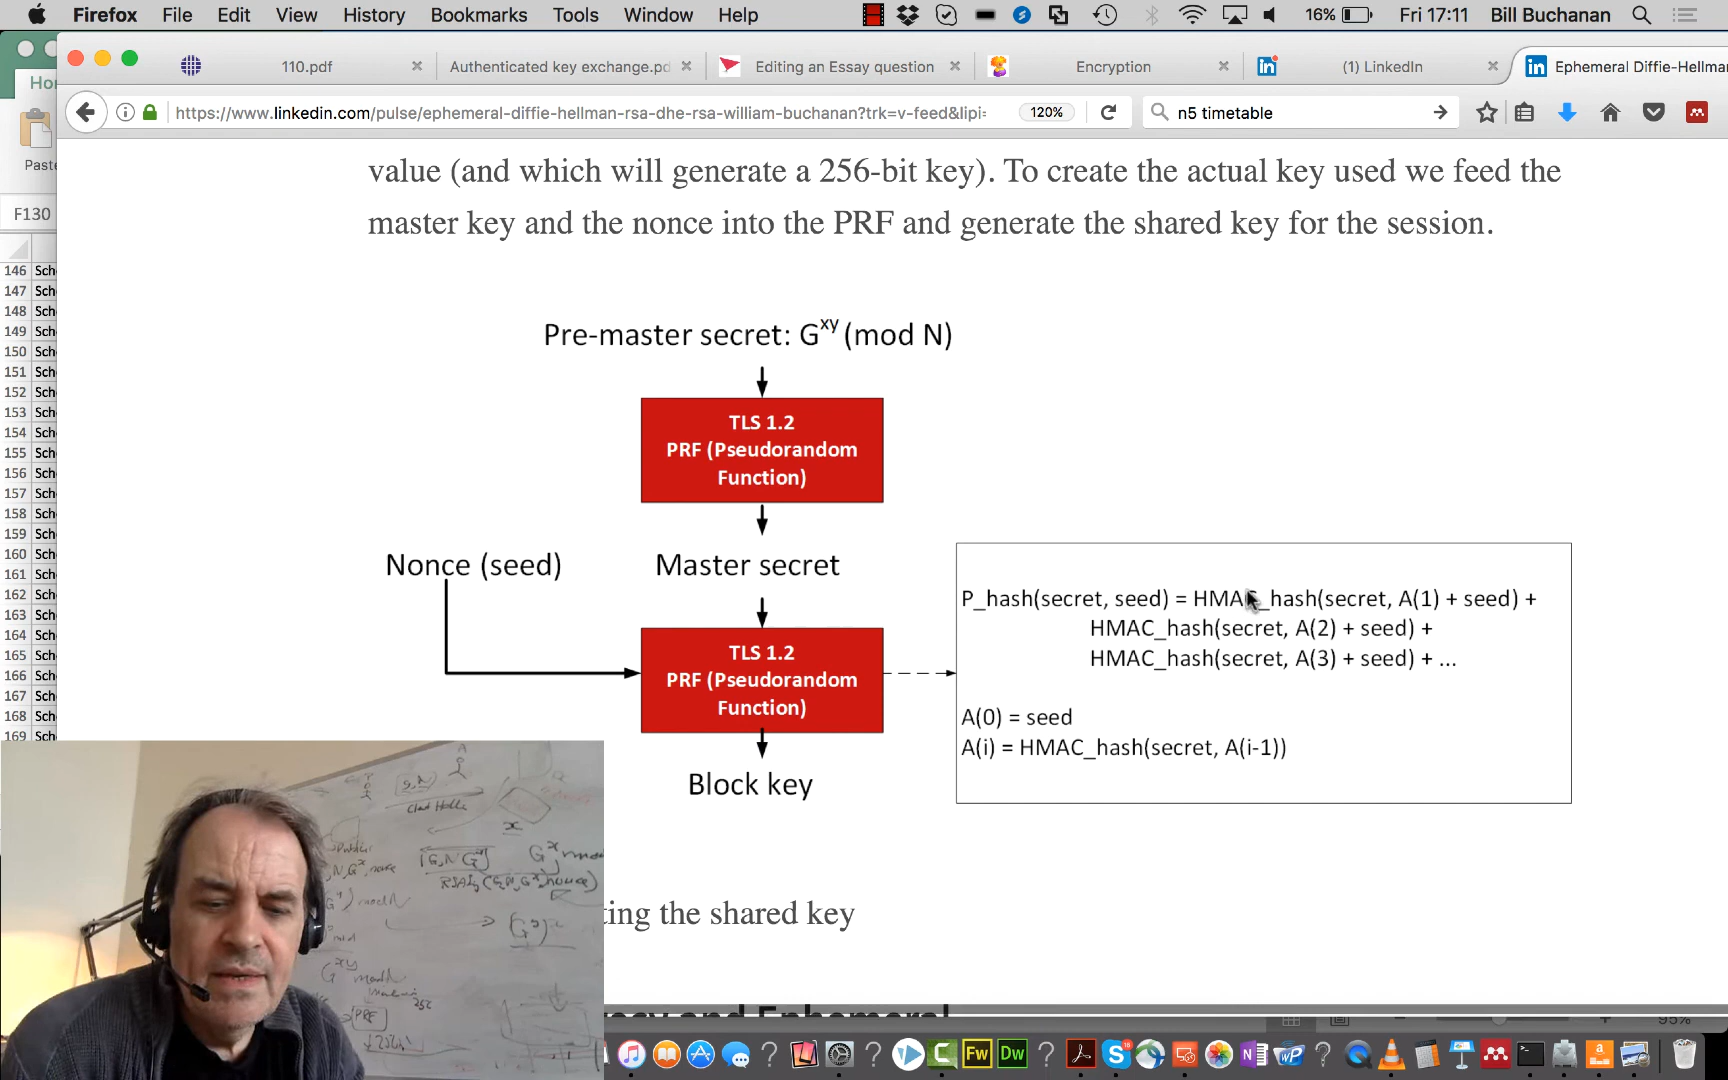 Firefox File Edit View History Bookmarks Tools Window Help 16% Fri 17:11 Bill Buchanan
110.pdf Authenticated key exchange.pd Editing an Essay question Encryption (1) LinkedIn Ephemeral Diffie-Hellma
https://www.linkedin.com/pulse/ephemeral-diffie-hellman-rsa-dhe-rsa-william-buchanan?trk=v-feed&lipi= 120% n5 timetable
Paste
F130
146 Sch
147 Sch
148 Sch
149 Sch
150 Sch
151 Sch
152 Sch
153 Sch
154 Sch
155 Sch
156 Sch
157 Sch
158 Sch
159 Sch
160 Sch
161 Sch
162 Sch
163 Sch
164 Sch
165 Sch
166 Sch
167 Sch
168 Sch
169 Sch
value (and which will generate a 256-bit key). To create the actual key used we feed the
master key and the nonce into the PRF and generate the shared key for the session.
Pre-master secret: G^xy (mod N)
TLS 1.2
PRF (Pseudorandom
Function)
Nonce (seed) Master secret
TLS 1.2
PRF (Pseudorandom
Function)
Block key
P_hash(secret, seed) = HMAC_hash(secret, A(1) + seed) +
HMAC_hash(secret, A(2) + seed) +
HMAC_hash(secret, A(3) + seed) + ...
A(0) = seed
A(i) = HMAC_hash(secret, A(i-1))
ting the shared key
and Ephemeral
95%
Fw Dw